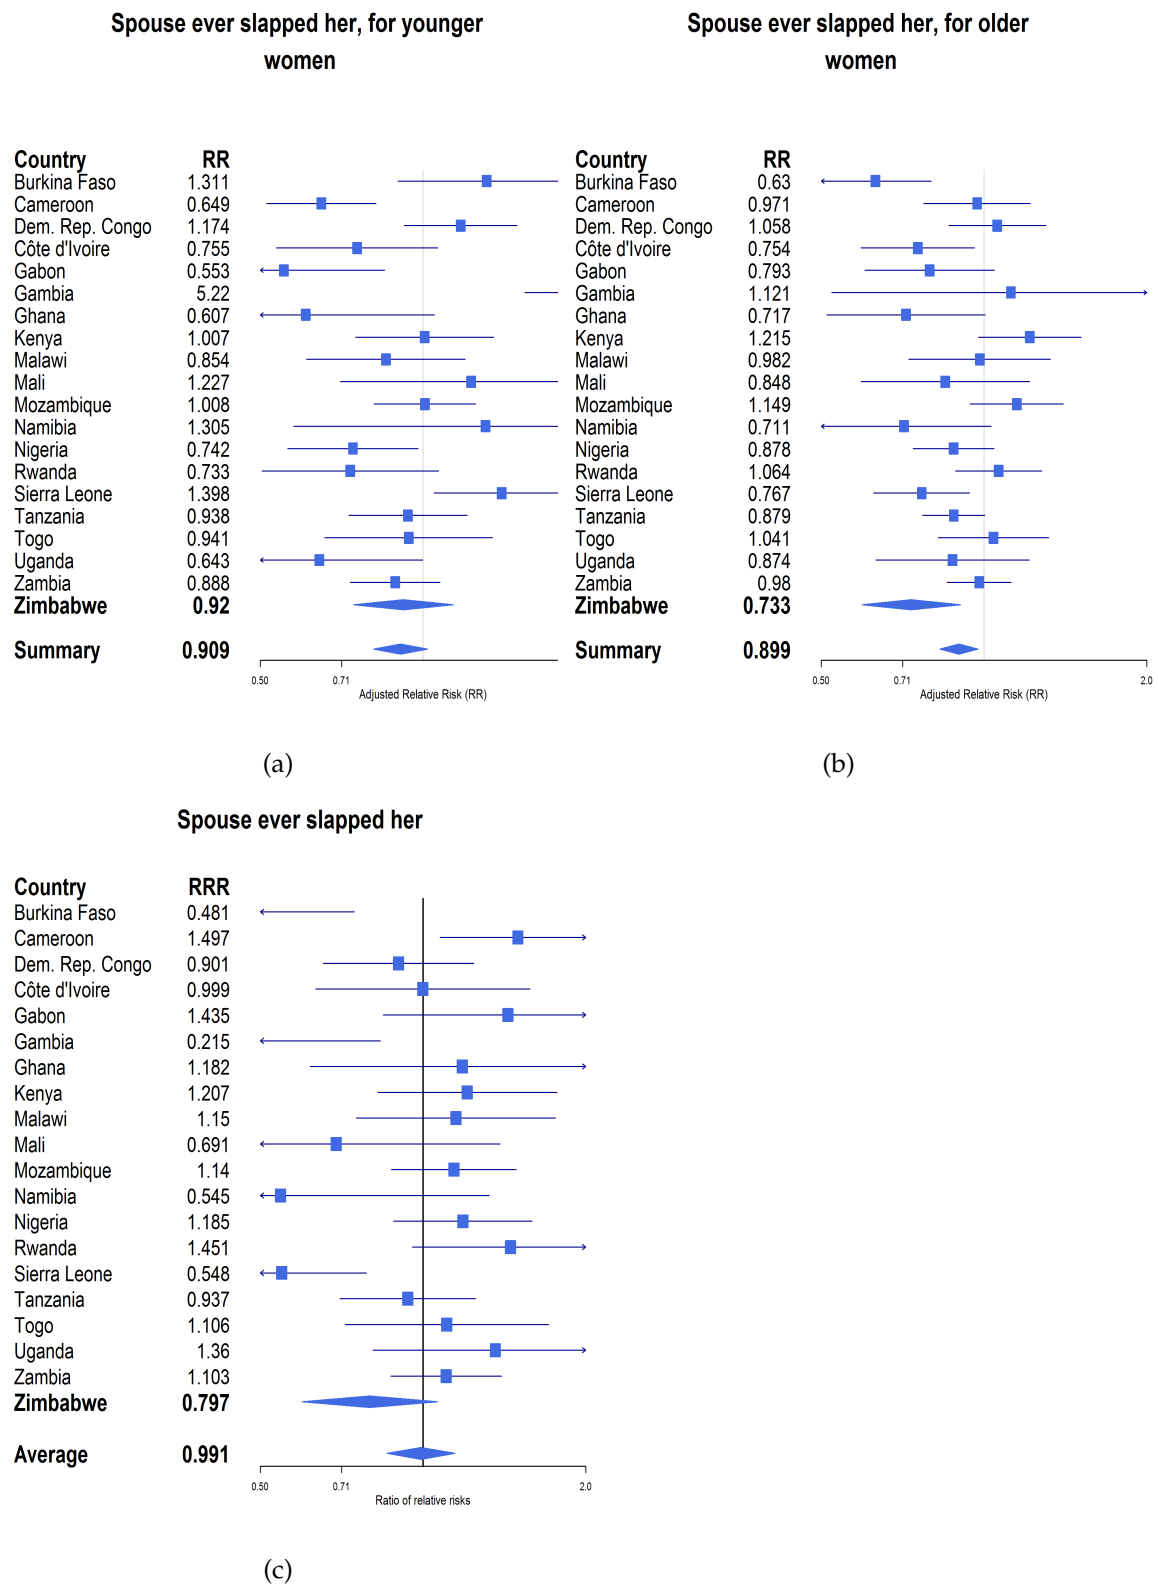 Spouse ever slapped her, for younger
women
Country RR
Burkina Faso 1.311
Cameroon 0.649
Dem. Rep. Congo 1.174
Côte d'Ivoire 0.755
Gabon 0.553
Gambia 5.22
Ghana 0.607
Kenya 1.007
Malawi 0.854
Mali 1.227
Mozambique 1.008
Namibia 1.305
Nigeria 0.742
Rwanda 0.733
Sierra Leone 1.398
Tanzania 0.938
Togo 0.941
Uganda 0.643
Zambia 0.888
Zimbabwe 0.92
Summary 0.909
0.50 0.71
Adjusted Relative Risk (RR)
(a)
Spouse ever slapped her, for older
women
Country RR
Burkina Faso 0.63
Cameroon 0.971
Dem. Rep. Congo 1.058
Côte d'Ivoire 0.754
Gabon 0.793
Gambia 1.121
Ghana 0.717
Kenya 1.215
Malawi 0.982
Mali 0.848
Mozambique 1.149
Namibia 0.711
Nigeria 0.878
Rwanda 1.064
Sierra Leone 0.767
Tanzania 0.879
Togo 1.041
Uganda 0.874
Zambia 0.98
Zimbabwe 0.733
Summary 0.899
0.50 0.71 2.0
Adjusted Relative Risk (RR)
(b)
Spouse ever slapped her
Country RRR
Burkina Faso 0.481
Cameroon 1.497
Dem. Rep. Congo 0.901
Côte d'Ivoire 0.999
Gabon 1.435
Gambia 0.215
Ghana 1.182
Kenya 1.207
Malawi 1.15
Mali 0.691
Mozambique 1.14
Namibia 0.545
Nigeria 1.185
Rwanda 1.451
Sierra Leone 0.548
Tanzania 0.937
Togo 1.106
Uganda 1.36
Zambia 1.103
Zimbabwe 0.797
Average 0.991
0.50 0.71 2.0
Ratio of relative risks
(c)